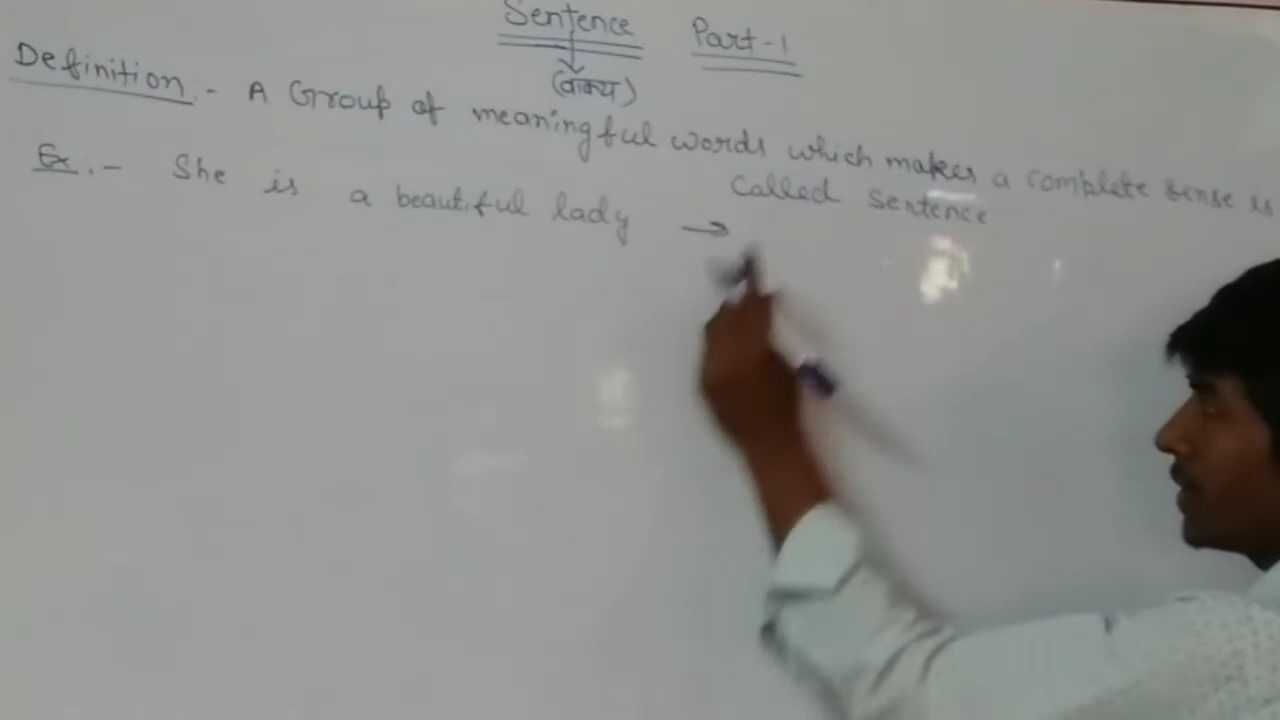 Sentence Part-1
(वाक्य)
Definition.- A Group of meaningful words which makes a complete sense is
called sentence
Ex.- She is a beautiful lady →